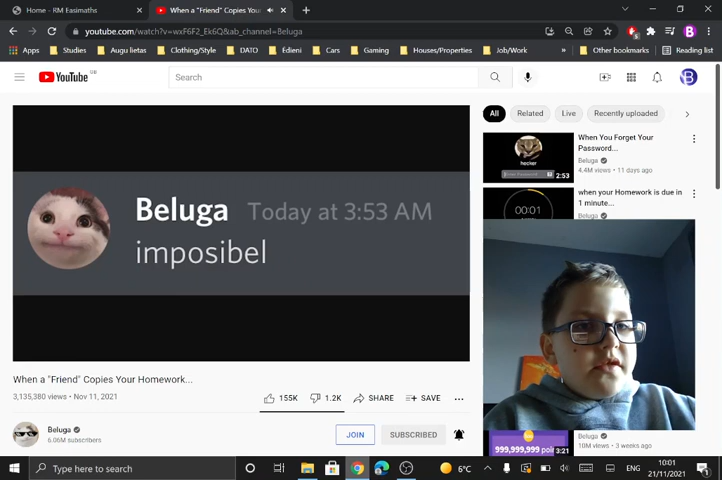 Home - RM Easimaths
When a "Friend" Copies Your
youtube.com/watch?v=wxF6F2_Ek6Q&ab_channel=Beluga
Apps Studies Augu lietas Clothing/Style DATO Edieni Cars Gaming Houses/Properties Job/Work » Other bookmarks Reading list
YouTube
Search
B
Beluga Today at 3:53 AM
imposibel
All Related Live Recently uploaded
hecker
2:53
When You Forget Your
Password...
Beluga
4.4M views • 11 days ago
00:01
when your Homework is due in
1 minute...
Beluga
When a "Friend" Copies Your Homework...
3,135,380 views • Nov 11, 2021
155K 1.2K SHARE SAVE
Beluga
6.06M subscribers
JOIN SUBSCRIBED
999,999,999 poi
3:21
Beluga
10M views • 3 weeks ago
Type here to search
6°C
ENG
10:01
21/11/2021